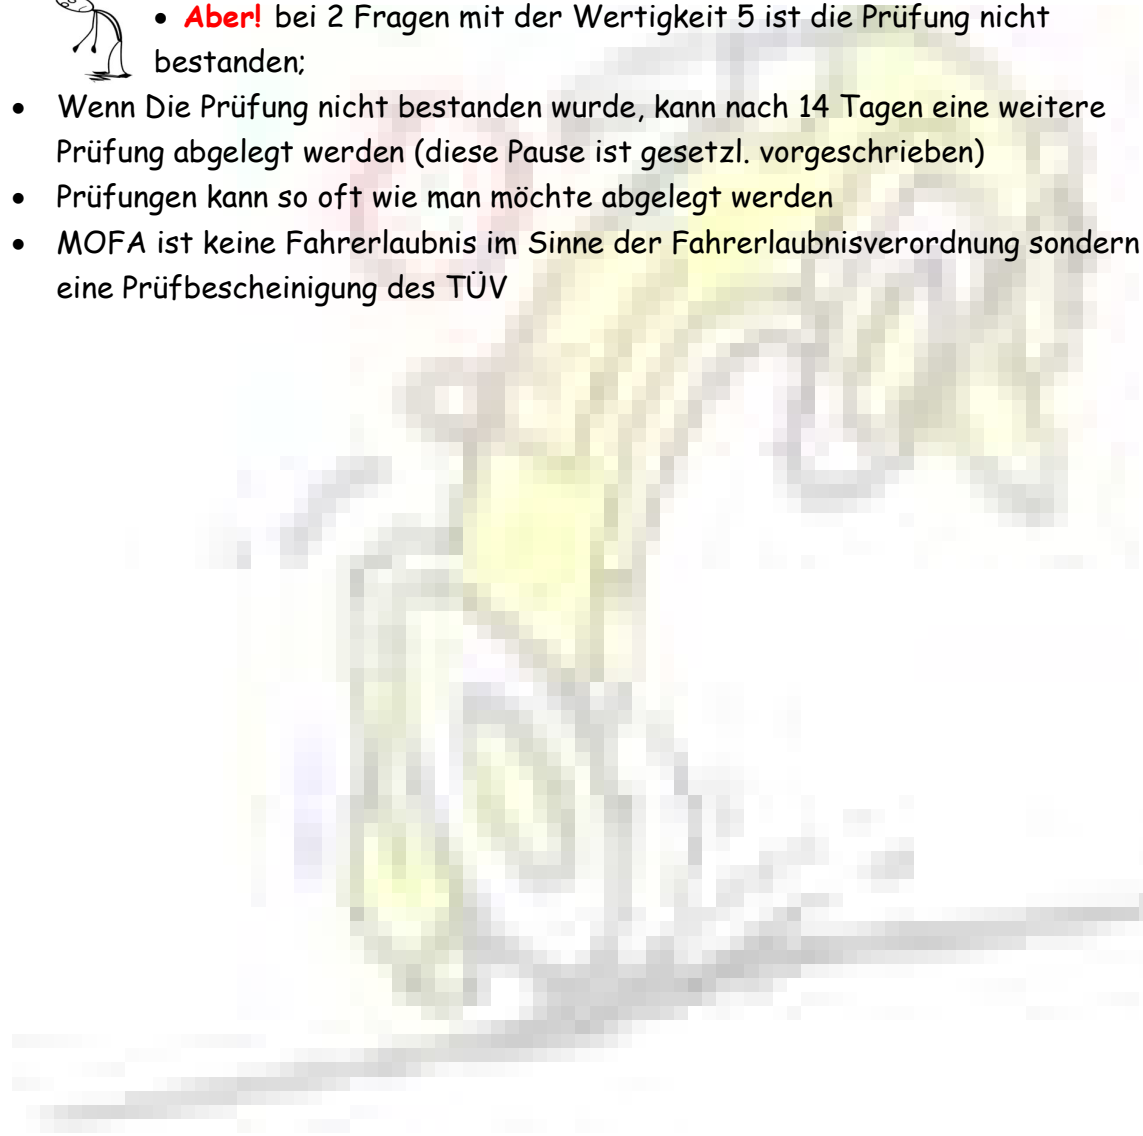 • Aber! bei 2 Fragen mit der Wertigkeit 5 ist die Prüfung nicht
bestanden;
• Wenn Die Prüfung nicht bestanden wurde, kann nach 14 Tagen eine weitere
Prüfung abgelegt werden (diese Pause ist gesetzl. vorgeschrieben)
• Prüfungen kann so oft wie man möchte abgelegt werden
• MOFA ist keine Fahrerlaubnis im Sinne der Fahrerlaubnisverordnung sondern
eine Prüfbescheinigung des TÜV